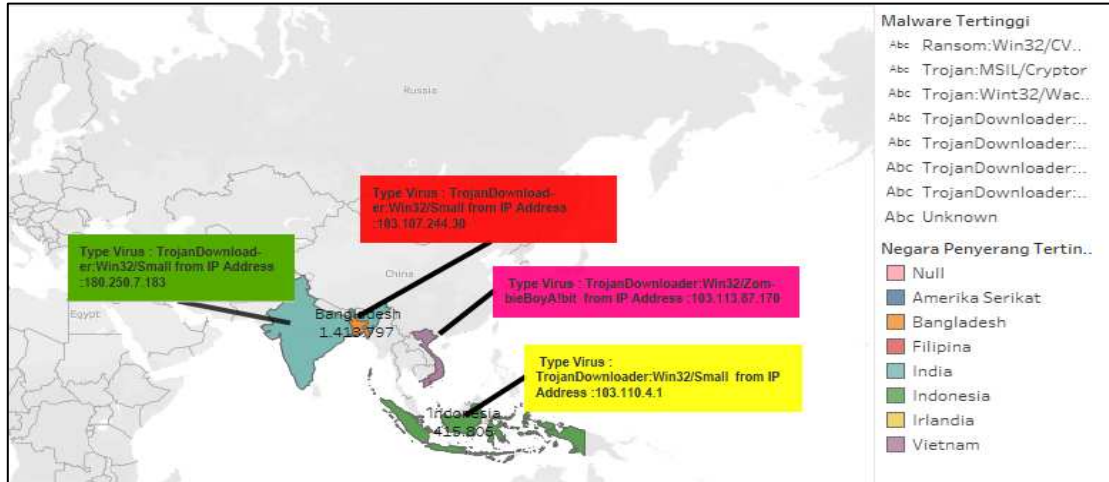 Russia
China
Egypt
Type Virus : TrojanDownload-
er:Win32/Small from IP Address
:103.107.244.30
Type Virus : TrojanDownload-
er:Win32/Small from IP Address
:180.250.7.183
Type Virus : TrojanDownloader:Win32/Zom-
bieBoyA!bit from IP Address :103.113.67.170
Type Virus :
TrojanDownloader:Win32/Small from IP
Address :103.110.4.1
Bangladesh
1.413.797
Indonesia
415.805
Malware Tertinggi
Abc Ransom:Win32/CV..
Abc Trojan:MSIL/Cryptor
Abc Trojan:Wint32/Wac..
Abc TrojanDownloader:..
Abc TrojanDownloader:..
Abc TrojanDownloader:..
Abc TrojanDownloader:..
Abc Unknown
Negara Penyerang Tertin..
Null
Amerika Serikat
Bangladesh
Filipina
India
Indonesia
Irlandia
Vietnam